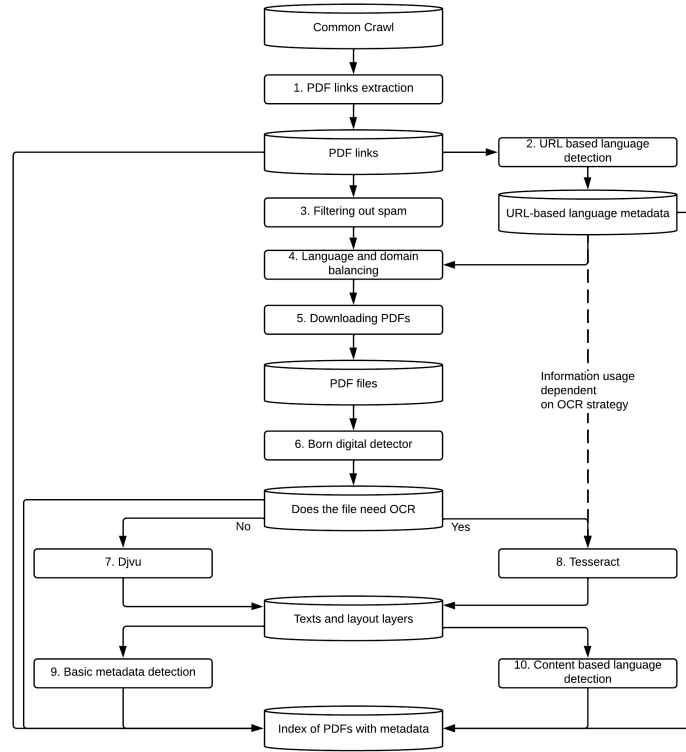 Common Crawl
1. PDF links extraction
PDF links
2. URL based language
detection
3. Filtering out spam
URL-based language metadata
4. Language and domain
balancing
5. Downloading PDFs
PDF files
Information usage
dependent
on OCR strategy
6. Born digital detector
Does the file need OCR
No
Yes
7. Djvu
8. Tesseract
Texts and layout layers
9. Basic metadata detection
10. Content based language
detection
Index of PDFs with metadata